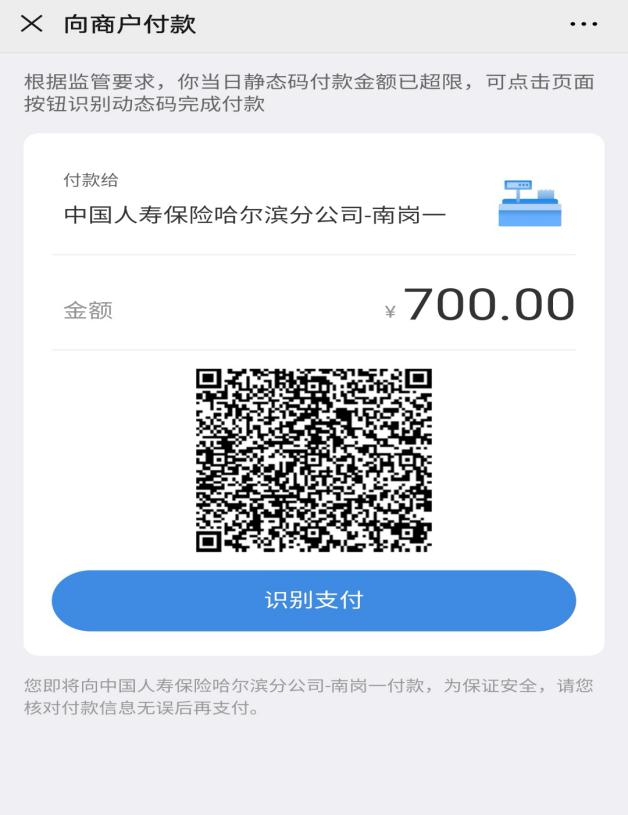 向商户付款
根据监管要求，你当日静态码付款金额已超限，可点击页面
按钮识别动态码完成付款
付款给
中国人寿保险哈尔滨分公司-南岗一
金额
¥700.00
识别支付
您即将向中国人寿保险哈尔滨分公司-南岗一付款，为保证安全，请您
核对付款信息无误后再支付。